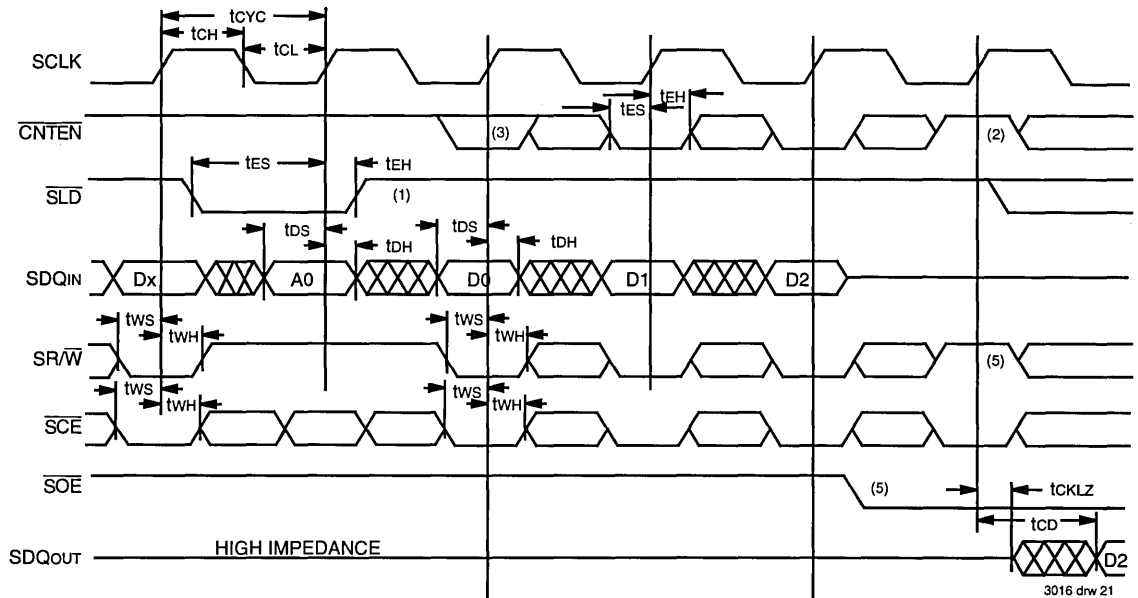 tCYC
tCH
tCL
SCLK
tES
tEH
CNTEN
(3)
(2)
tES
tEH
SLD
(1)
tDS
tDH
tDS
tDH
SDQIN
Dx
A0
D0
D1
D2
tWS
tWH
tWS
tWH
SR/W
(5)
tWS
tWH
tWS
tWH
SCE
SOE
(5)
tCKLZ
tCD
SDQOUT
HIGH IMPEDANCE
D2
3016 drw 21